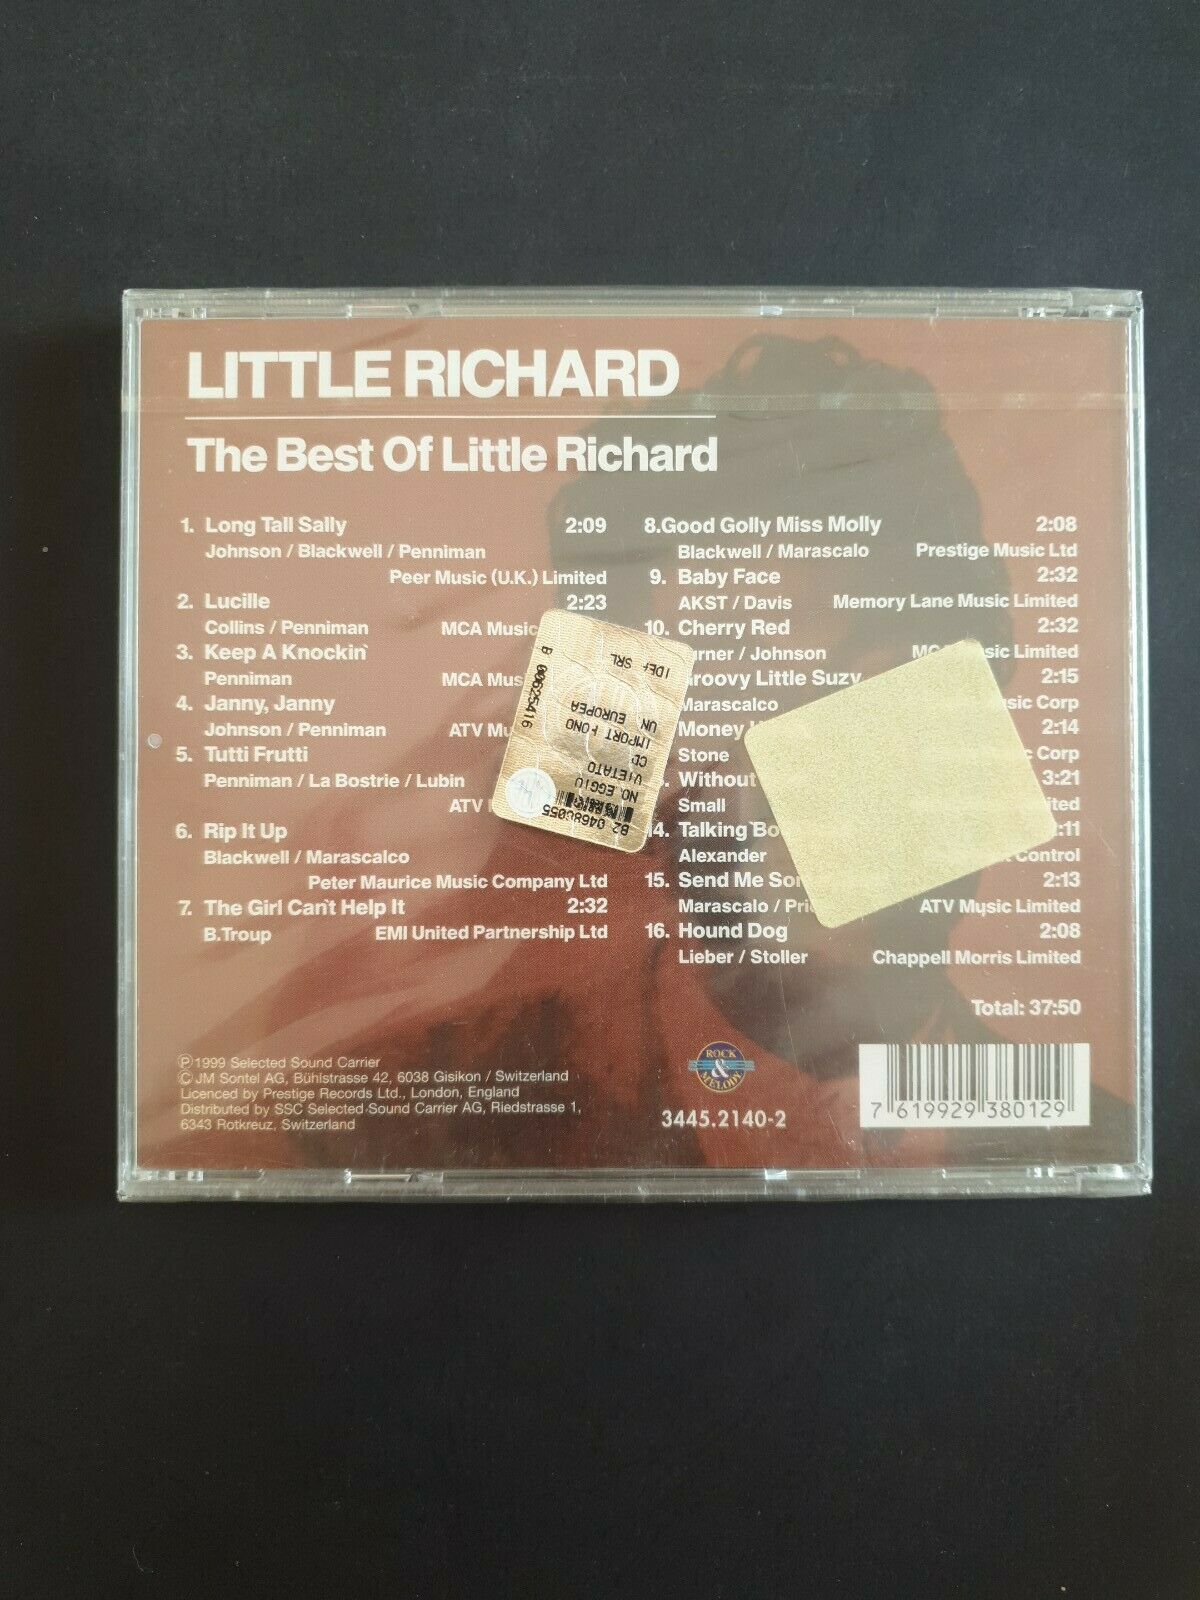 LITTLE RICHARD
The Best Of Little Richard
1. Long Tall Sally 2:09
Johnson / Blackwell / Penniman
Peer Music (U.K.) Limited
2. Lucille 2:23
Collins / Penniman MCA Music
3. Keep A Knockin'
Penniman MCA
4. Janny, Janny
Johnson / Penniman ATV
5. Tutti Frutti
Penniman / La Bostrie / Lubin
ATV
6. Rip It Up
Blackwell / Marascalco
Peter Maurice Music Company Ltd
7. The Girl Can't Help It 2:32
B.Troup EMI United Partnership Ltd
8.Good Golly Miss Molly 2:08
Blackwell / Marascalo Prestige Music Ltd
9. Baby Face 2:32
AKST / Davis Memory Lane Music Limited
10. Cherry Red 2:32
/ Johnson Limited
Groovy Little Suzy 2:15
Marascalco Corp
Money 2:14
Stone Corp
Without 3:21
Small
14. Talking
Alexander Control
15. Send Me 2:13
Marascalo / ATV Music Limited
16. Hound Dog 2:08
Lieber / Stoller Chappell Morris Limited
Total: 37:50
Ⓟ 1999 Selected Sound Carrier
© JM Sontel AG, Bühlstrasse 42, 6038 Gisikon / Switzerland
Licenced by Prestige Records Ltd., London, England
Distributed by SSC Selected Sound Carrier AG, Riedstrasse 1,
6343 Rotkreuz, Switzerland
ROCK
&
MELODY
3445.2140-2
7 619929 380129
B 00625416
SRL
UN. EUROPEA
IMPORT
CD
VIETATO